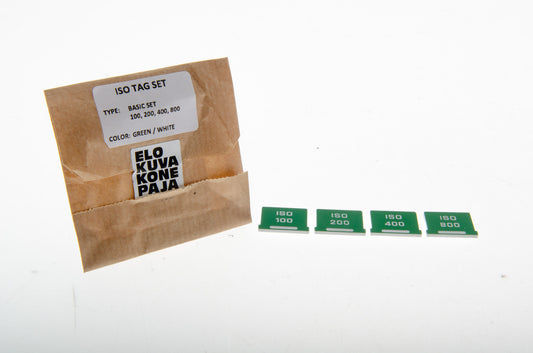 ISO TAG SET
TYPE: BASIC SET
100, 200, 400, 800
COLOR: GREEN / WHITE
ELO
KUVA
KONE
PAJA
ISO
100
ISO
200
ISO
400
ISO
800